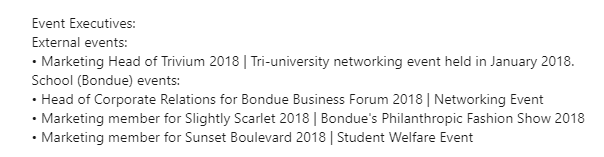 Event Executives:
External events:
• Marketing Head of Trivium 2018 | Tri-university networking event held in January 2018.
School (Bondue) events:
• Head of Corporate Relations for Bondue Business Forum 2018 | Networking Event
• Marketing member for Slightly Scarlet 2018 | Bondue's Philanthropic Fashion Show 2018
• Marketing member for Sunset Boulevard 2018 | Student Welfare Event